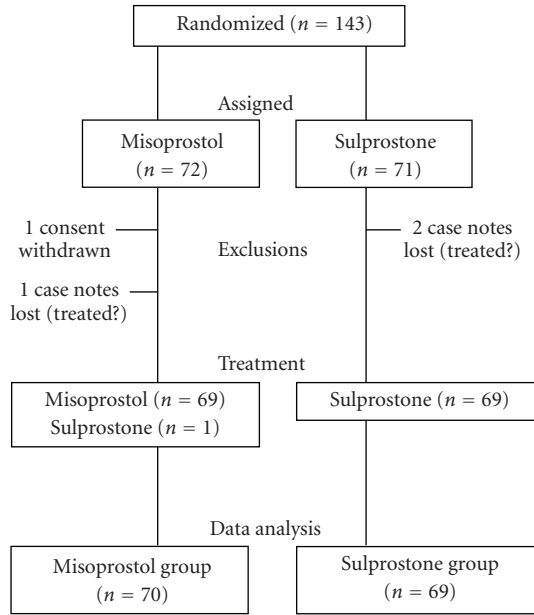 Randomized (n = 143)
Assigned
Misoprostol
(n = 72)
Sulprostone
(n = 71)
1 consent
withdrawn
2 case notes
lost (treated?)
Exclusions
1 case notes
lost (treated?)
Treatment
Misoprostol (n = 69)
Sulprostone (n = 1)
Sulprostone (n = 69)
Data analysis
Misoprostol group
(n = 70)
Sulprostone group
(n = 69)